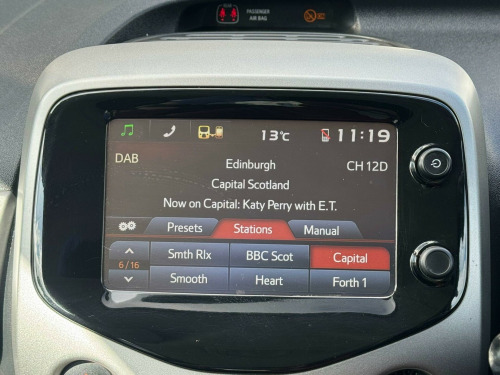 PASSENGER
AIR BAG
13°C 11:19
DAB Edinburgh CH 12D
Capital Scotland
Now on Capital: Katy Perry with E.T.
Presets Stations Manual
Smth Rlx BBC Scot Capital
6/16
Smooth Heart Forth 1